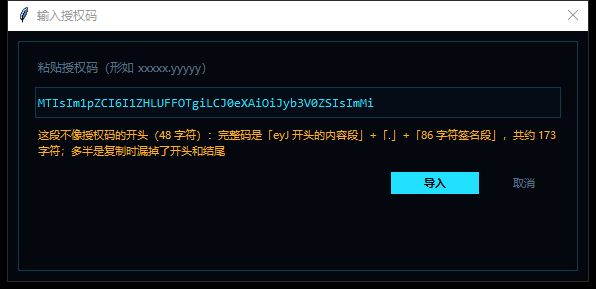 输入授权码
粘贴授权码（形如 xxxxx.yyyyy）
MTIsIm1pZCI6I1ZHLUFFOTgiLCJ0eXAiOiJyb3V0ZSIsImMi
这段不像授权码的开头（48 字符）：完整码是「eyJ 开头的内容段」+「.」+「86 字符签名段」，共约 173
字符；多半是复制时漏掉了开头和结尾
导入
取消